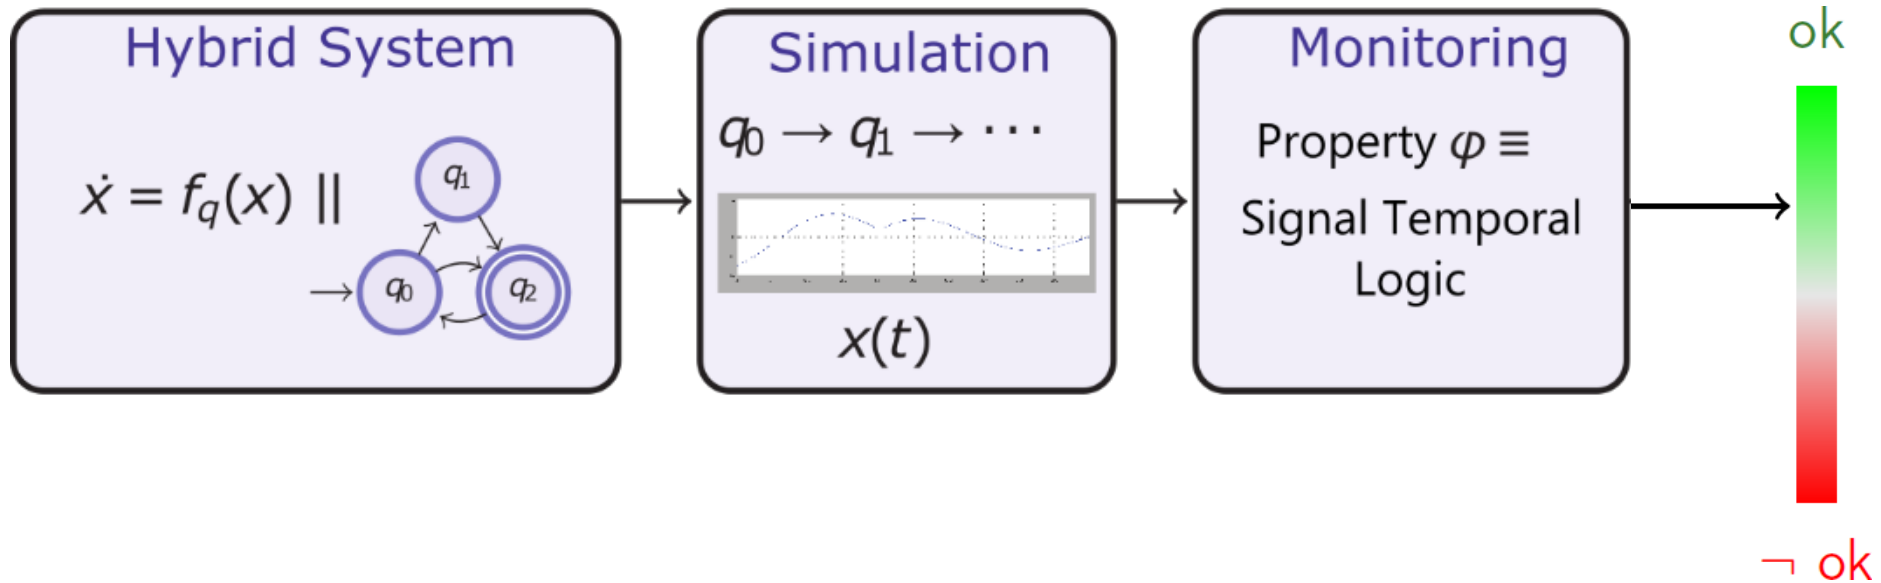 Hybrid System
ẋ = f_q(x) ||
q₁
q₀
q₂
Simulation
q₀ → q₁ → ⋯
x(t)
Monitoring
Property φ ≡
Signal Temporal
Logic
ok
¬ ok